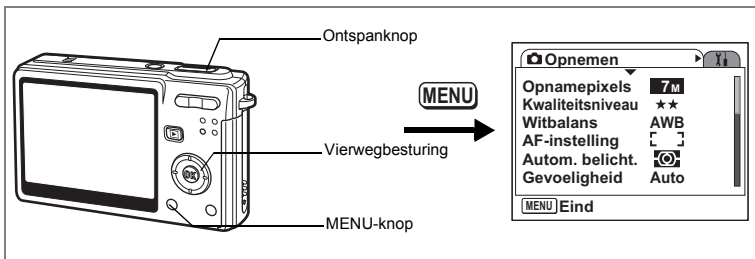 Ontspanknop
Vierwegbesturing
MENU-knop
OK
MENU
Opnemen
Opnamepixels 7M
Kwaliteitsniveau ★★
Witbalans AWB
AF-instelling
Autom. belicht.
Gevoeligheid Auto
MENU Eind